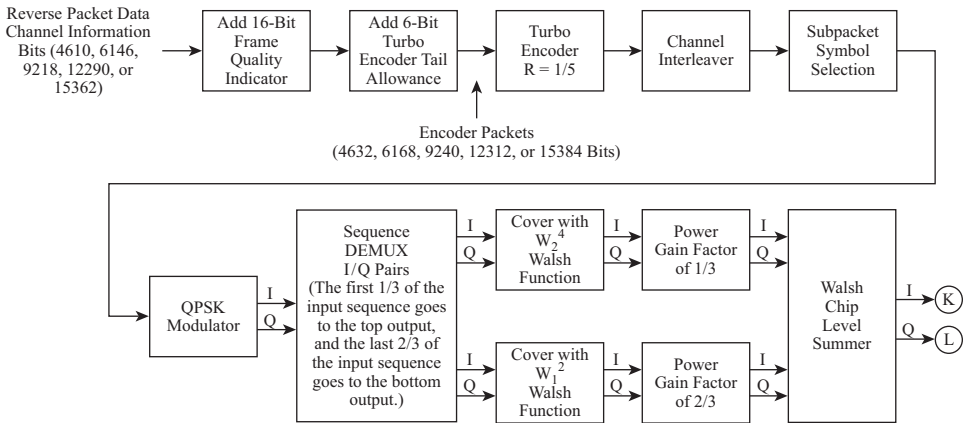 Reverse Packet Data
Channel Information
Bits (4610, 6146,
9218, 12290, or
15362)
Add 16-Bit
Frame
Quality
Indicator
Add 6-Bit
Turbo
Encoder Tail
Allowance
Turbo
Encoder
R = 1/5
Channel
Interleaver
Subpacket
Symbol
Selection
Encoder Packets
(4632, 6168, 9240, 12312, or 15384 Bits)
QPSK
Modulator
I
Q
Sequence
DEMUX
I/Q Pairs
(The first 1/3 of the
input sequence goes
to the top output,
and the last 2/3 of
the input sequence
goes to the bottom
output.)
I
Q
Cover with
W₂⁴
Walsh
Function
I
Q
Power
Gain Factor
of 1/3
I
Q
I
Q
Cover with
W₁²
Walsh
Function
I
Q
Power
Gain Factor
of 2/3
I
Q
Walsh
Chip
Level
Summer
I
K
Q
L